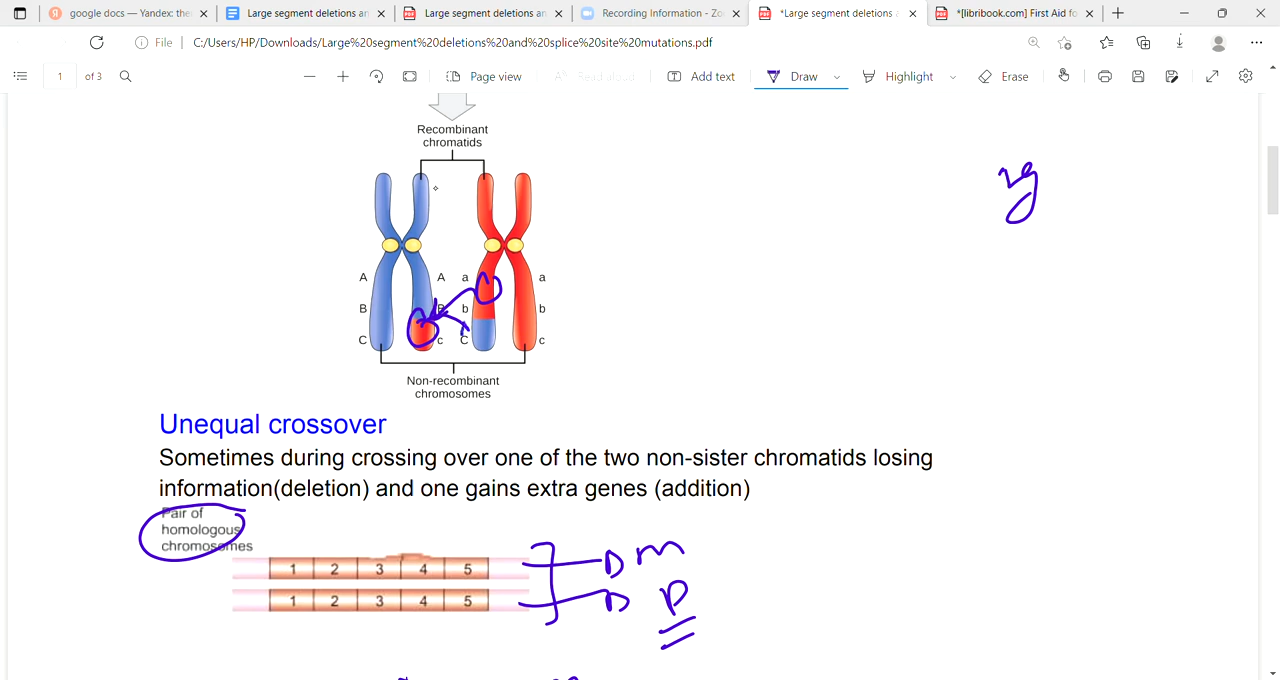 google docs — Yandex: the
Large segment deletions an
Large segment deletions an
Recording Information - Zo
*Large segment deletions a
*[libribook.com] First Aid fo
File
C:/Users/HP/Downloads/Large%20segment%20deletions%20and%20splice%20site%20mutations.pdf
1 of 3
Page view
Read aloud
Add text
Draw
Highlight
Erase
Recombinant
chromatids
A A a a
B B b b
C c C c
Non-recombinant
chromosomes
Unequal crossover
Sometimes during crossing over one of the two non-sister chromatids losing
information(deletion) and one gains extra genes (addition)
Pair of
homologous
chromosomes
1 2 3 4 5 D M
1 2 3 4 5 D P